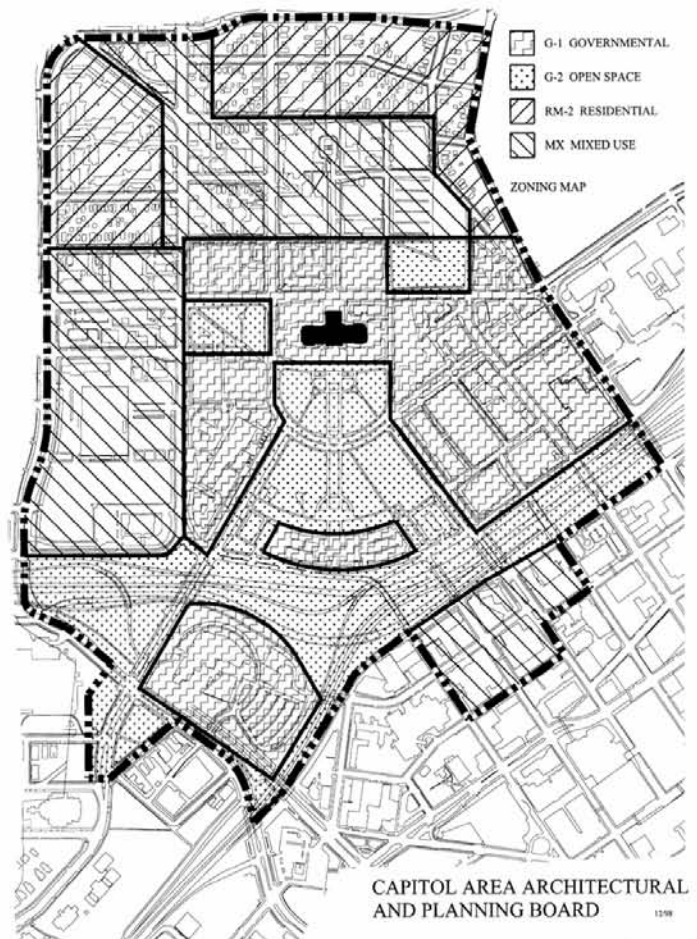 G-1 GOVERNMENTAL
G-2 OPEN SPACE
RM-2 RESIDENTIAL
MX MIXED USE
ZONING MAP
CAPITOL AREA ARCHITECTURAL
AND PLANNING BOARD
12/98